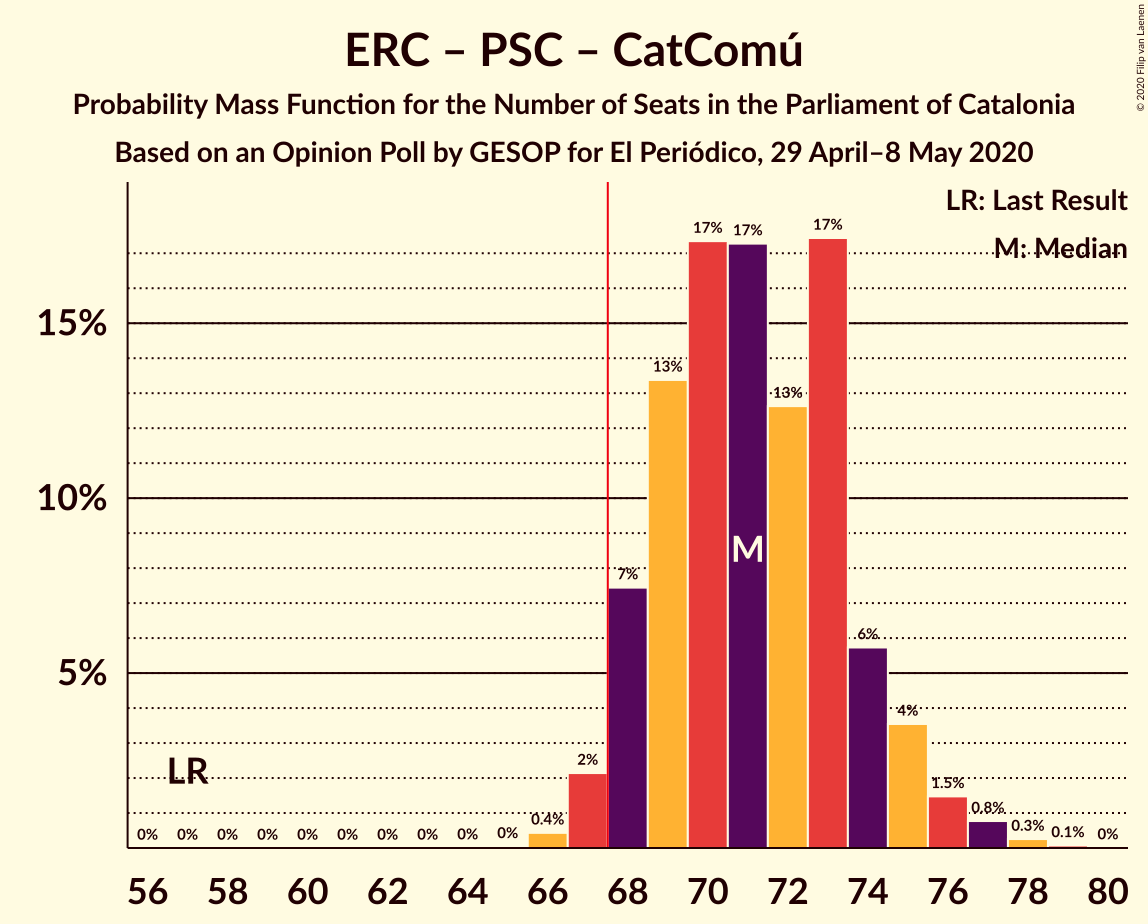 ERC – PSC – CatComú
Probability Mass Function for the Number of Seats in the Parliament of Catalonia
Based on an Opinion Poll by GESOP for El Periódico, 29 April–8 May 2020
© 2020 Filip van Laenen
LR: Last Result
M: Median
15%
10%
5%
LR
M
0% 0% 0% 0% 0% 0% 0% 0% 0% 0% 0.4% 2% 7% 13% 17% 17% 13% 17% 6% 4% 1.5% 0.8% 0.3% 0.1% 0%
56 58 60 62 64 66 68 70 72 74 76 78 80